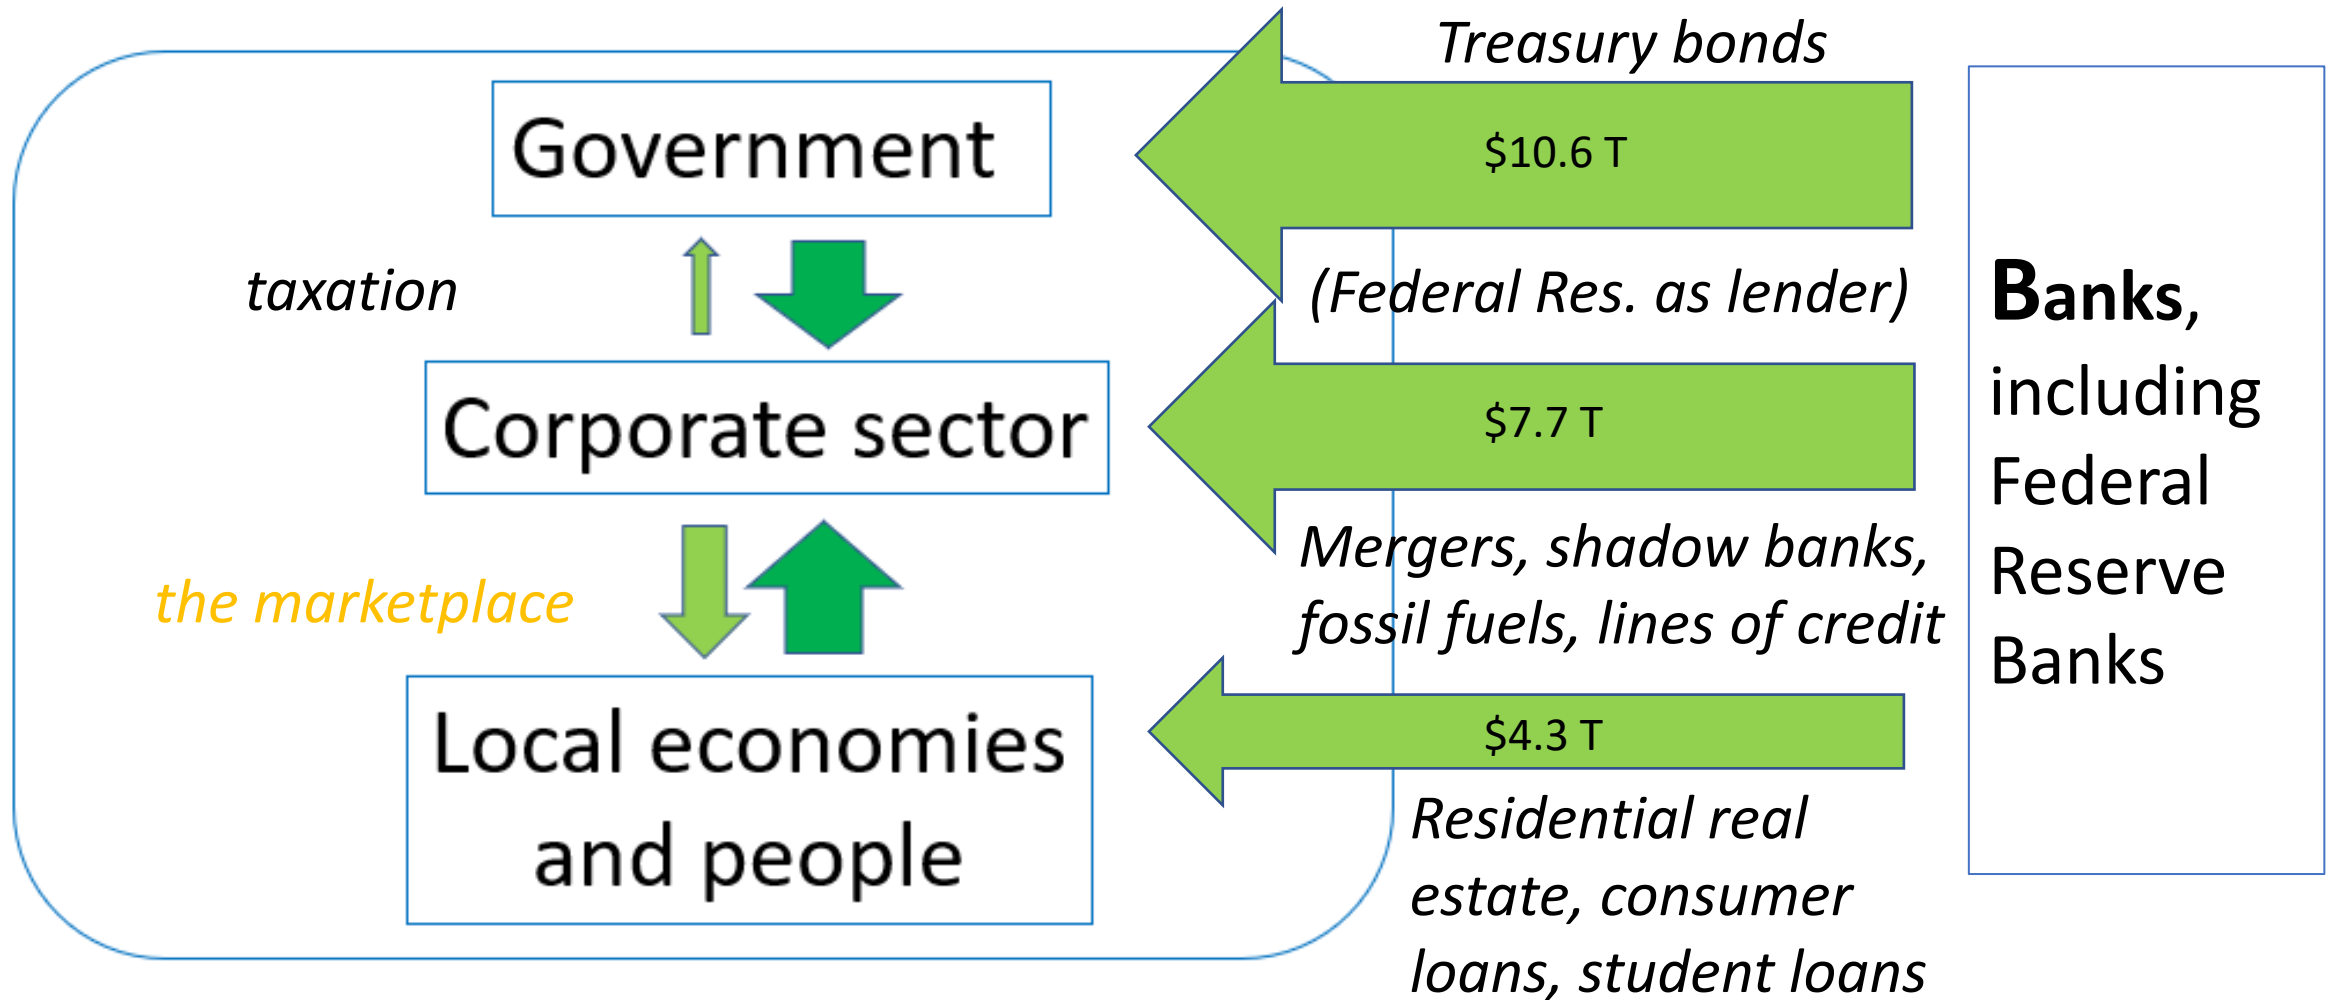 Treasury bonds
Government
$10.6 T
taxation
(Federal Res. as lender)
Corporate sector
$7.7 T
Mergers, shadow banks,
fossil fuels, lines of credit
the marketplace
Local economies
and people
$4.3 T
Residential real
estate, consumer
loans, student loans
Banks,
including
Federal
Reserve
Banks